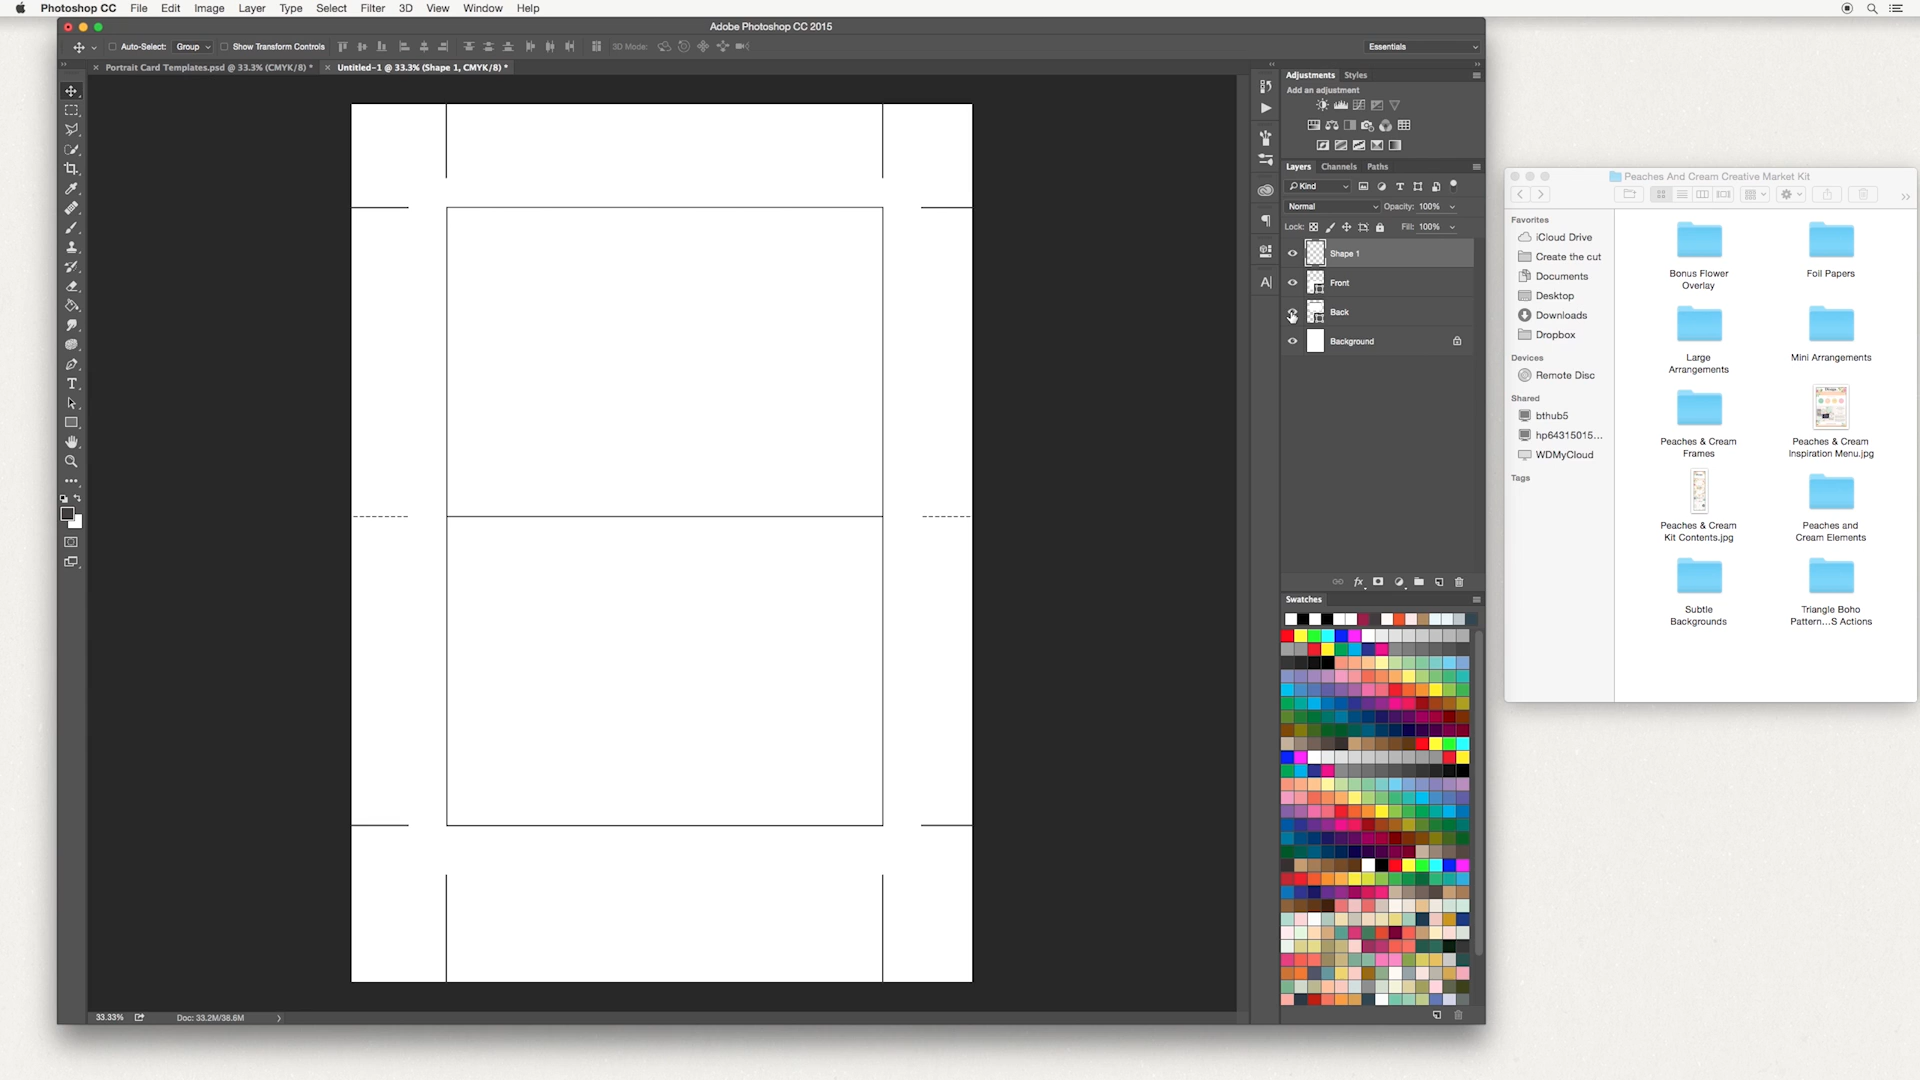 Photoshop CC File Edit Image Layer Type Select Filter 3D View Window Help
Adobe Photoshop CC 2015
Auto-Select: Group Show Transform Controls 3D Mode: Essentials
Portrait Card Templates.psd @ 33.3% (CMYK/8) * Untitled-1 @ 33.3% (Shape 1, CMYK/8) *
Adjustments Styles
Add an adjustment
Layers Channels Paths
Kind
Normal Opacity: 100%
Lock: Fill: 100%
Shape 1
Front
Back
Background
Swatches
33.33% Doc: 33.2M/38.6M
Peaches And Cream Creative Market Kit
Favorites
iCloud Drive
Create the cut
Documents
Desktop
Downloads
Dropbox
Devices
Remote Disc
Shared
bthub5
hp64315015...
WDMyCloud
Tags
Bonus Flower
Overlay
Foil Papers
Large
Arrangements
Mini Arrangements
Peaches & Cream
Frames
Peaches & Cream
Inspiration Menu.jpg
Peaches & Cream
Kit Contents.jpg
Peaches and
Cream Elements
Subtle
Backgrounds
Triangle Boho
Pattern...S Actions